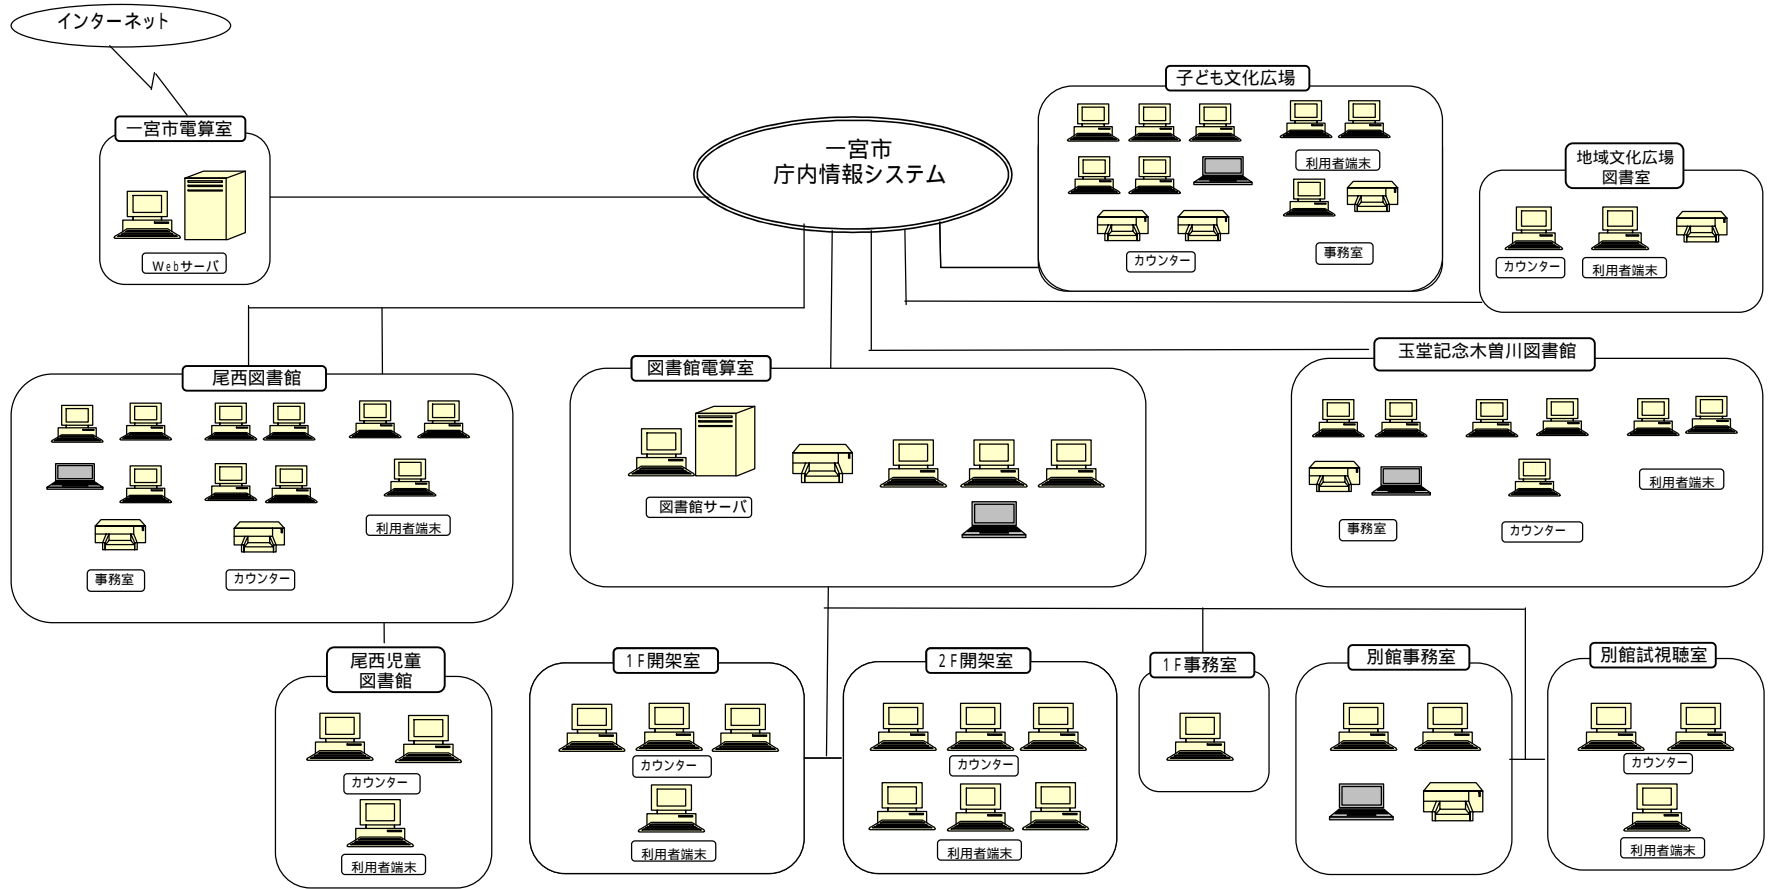 インターネット
一宮市電算室
Webサーバ
一宮市
庁内情報システム
子ども文化広場
利用者端末
カウンター
事務室
地域文化広場
図書室
カウンター
利用者端末
尾西図書館
利用者端末
事務室
カウンター
図書館電算室
図書館サーバ
玉堂記念木曽川図書館
利用者端末
事務室
カウンター
尾西児童
図書館
カウンター
利用者端末
1F開架室
カウンター
利用者端末
2F開架室
カウンター
利用者端末
1F事務室
別館事務室
別館試視聴室
カウンター
利用者端末